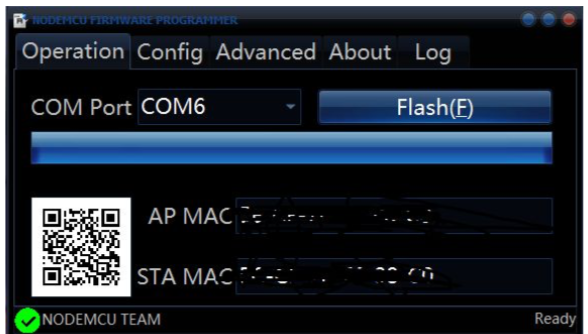 NODEMCU FIRMWARE PROGRAMMER
Operation Config Advanced About Log
COM Port COM6 Flash(F)
AP MAC
STA MAC
NODEMCU TEAM Ready